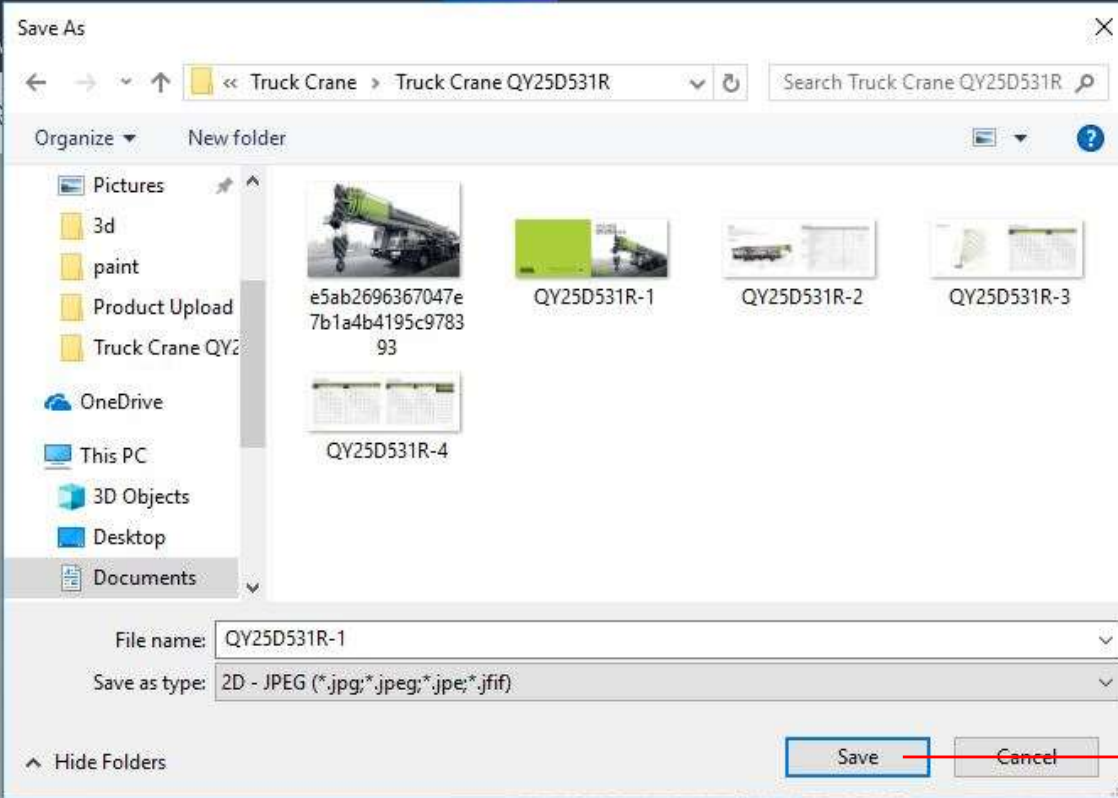 Save As
« Truck Crane > Truck Crane QY25D531R
Search Truck Crane QY25D531R
Organize
New folder
Pictures
3d
paint
Product Upload
Truck Crane QY2
OneDrive
This PC
3D Objects
Desktop
Documents
e5ab2696367047e
7b1a4b4195c9783
93
QY25D531R-1
QY25D531R-2
QY25D531R-3
QY25D531R-4
File name: QY25D531R-1
Save as type: 2D - JPEG (*.jpg;*.jpeg;*.jpe;*.jfif)
Hide Folders
Save
Cancel